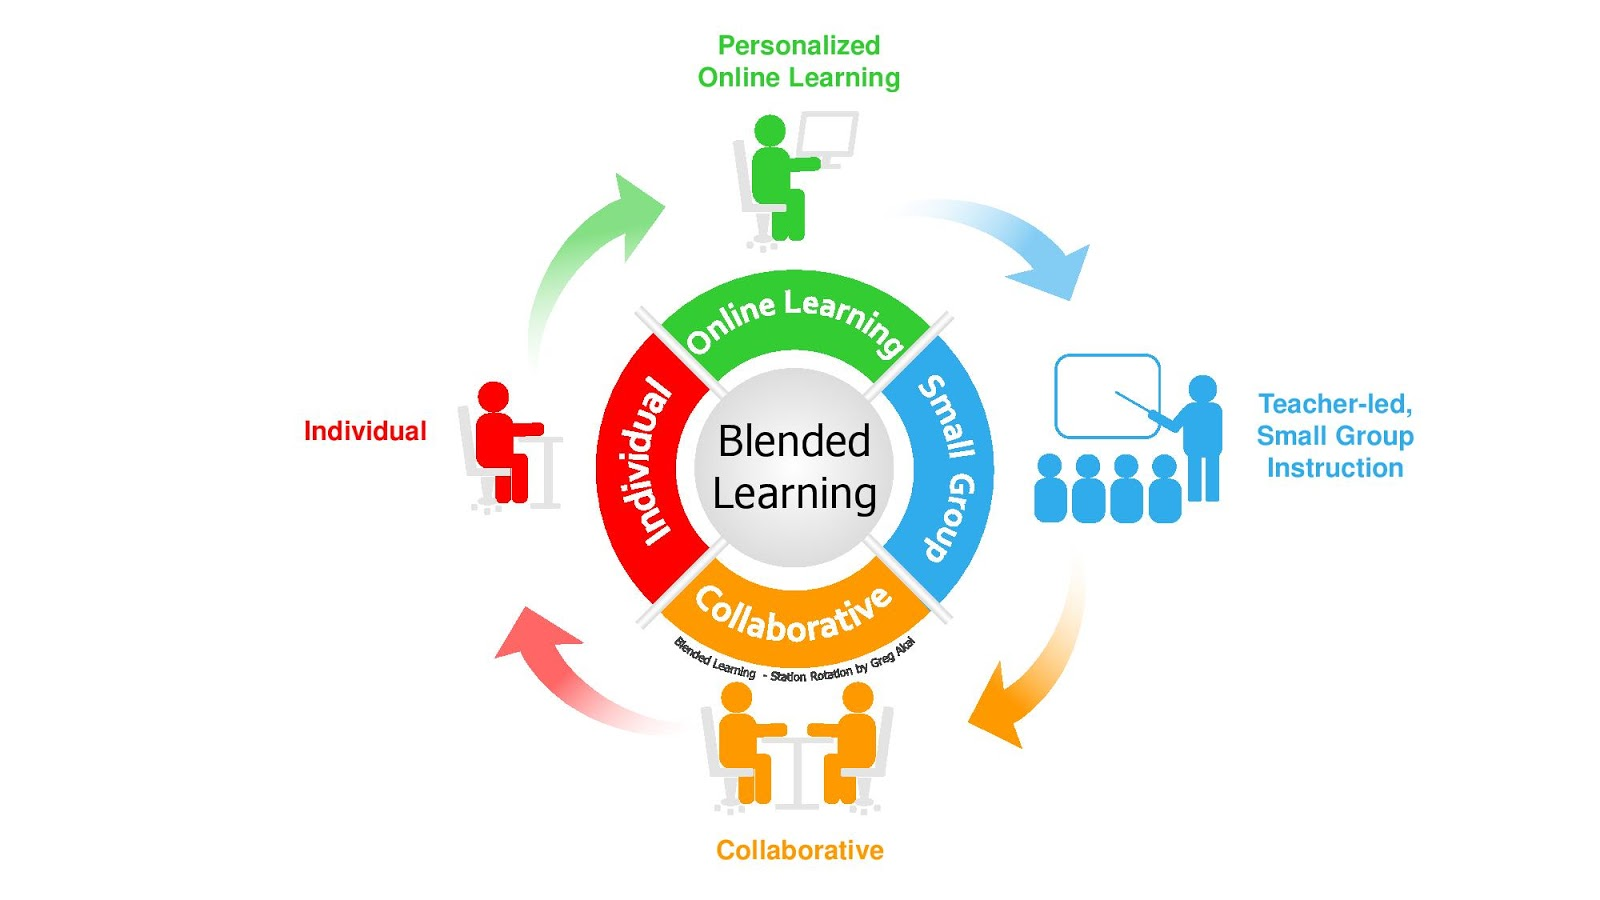 Personalized
Online Learning
Online Learning
Individual
Individual
Blended
Learning
Small Group
Teacher-led,
Small Group
Instruction
Collaborative
Blended Learning - Station Rotation by Greg Akai
Collaborative